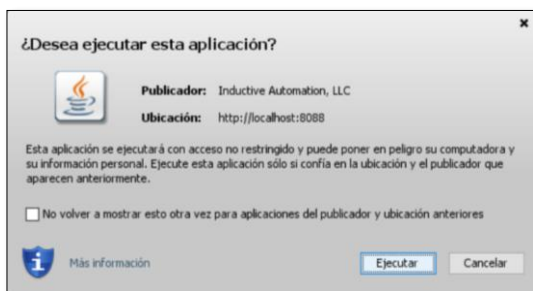 ¿Desea ejecutar esta aplicación?
Publicador: Inductive Automation, LLC
Ubicación: http://localhost:8088
Esta aplicación se ejecutará con acceso no restringido y puede poner en peligro su computadora y
su información personal. Ejecute esta aplicación sólo si confía en la ubicación y el publicador que
aparecen anteriormente.
No volver a mostrar esto otra vez para aplicaciones del publicador y ubicación anteriores
Más información
Ejecutar
Cancelar